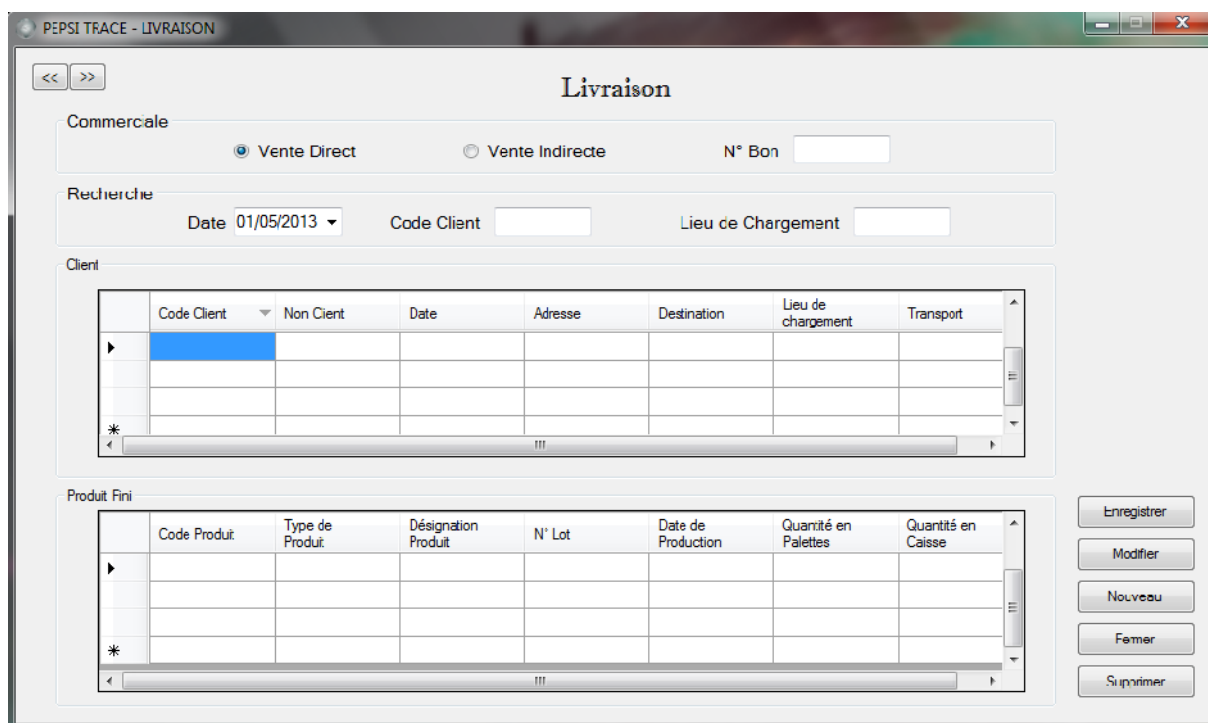 PEPSI TRACE - LIVRAISON
<< >>
Livraison
Commerciale
Vente Direct Vente Indirecte N° Bon
Recherche
Date 01/05/2013 Code Client Lieu de Chargement
Client
Code Client Non Cient Date Adresse Destination Lieu de chargement Transport
Produit Fini
Code Produit Type de Produit Désignation Produit N° Lot Date de Production Quantité en Palettes Quantité en Caisse
Enregistrer
Modifier
Nouveau
Fermer
Supprimer